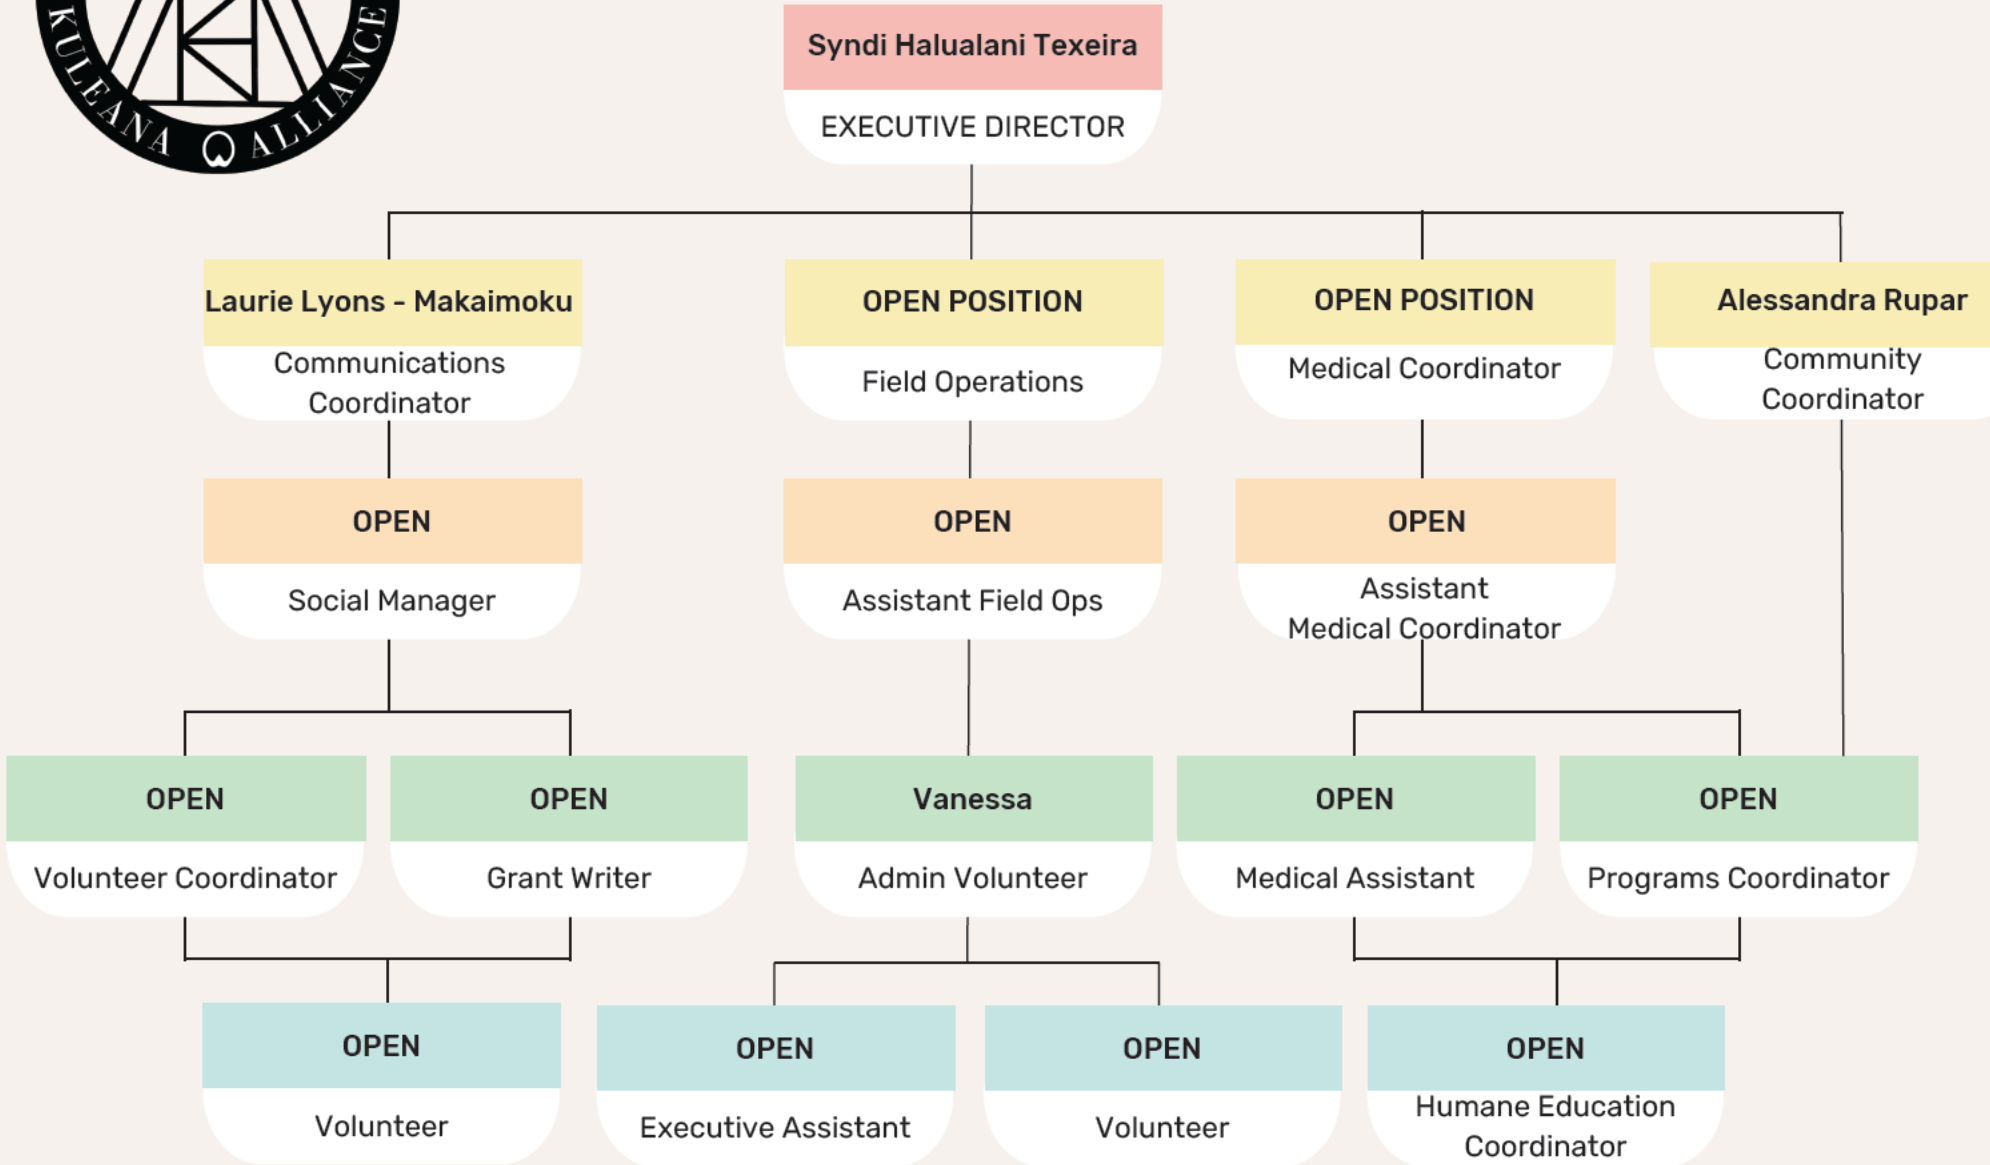 KULEANA ALLIANCE
Syndi Halualani Texeira
EXECUTIVE DIRECTOR
Laurie Lyons - Makaimoku
Communications
Coordinator
OPEN POSITION
Field Operations
OPEN POSITION
Medical Coordinator
Alessandra Rupar
Community
Coordinator
OPEN
Social Manager
OPEN
Assistant Field Ops
OPEN
Assistant
Medical Coordinator
OPEN
Volunteer Coordinator
OPEN
Grant Writer
Vanessa
Admin Volunteer
OPEN
Medical Assistant
OPEN
Programs Coordinator
OPEN
Volunteer
OPEN
Executive Assistant
OPEN
Volunteer
OPEN
Humane Education
Coordinator